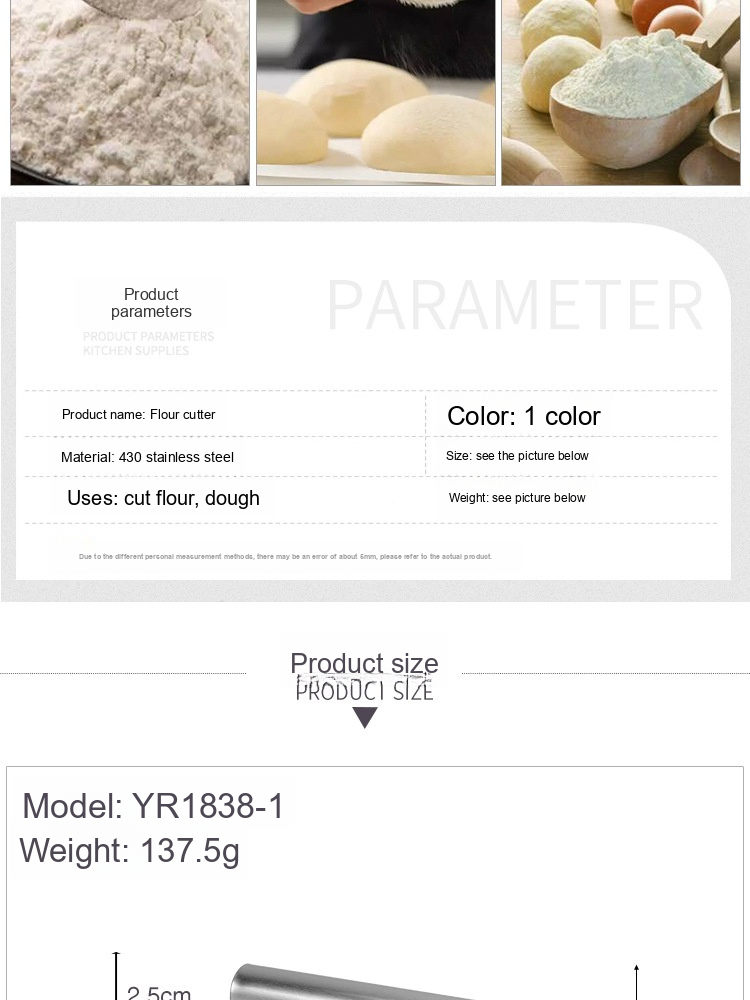 Product
parameters
PARAMETER
PRODUCT PARAMETERS
KITCHEN SUPPLIES
Product name: Flour cutter
Color: 1 color
Material: 430 stainless steel
Size: see the picture below
Uses: cut flour, dough
Weight: see picture below
Due to the different personal measurement methods, there may be an error of about 5mm, please refer to the actual product.
Product size
PRODUCT SIZE
Model: YR1838-1
Weight: 137.5g
2.5cm